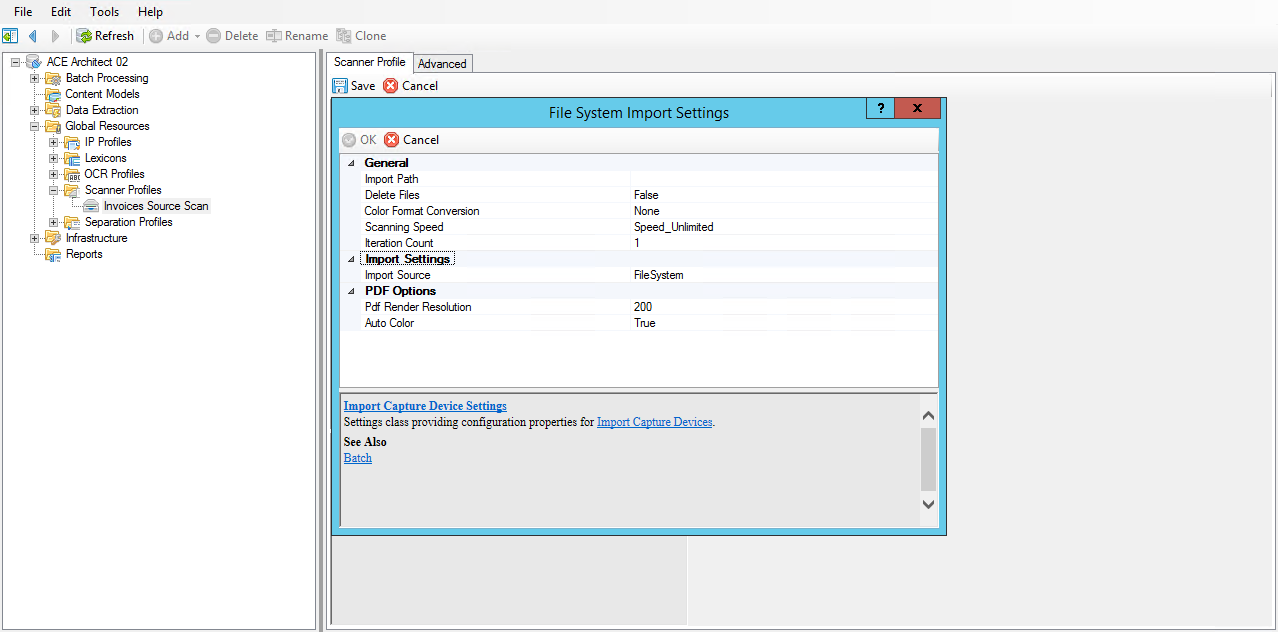 File Edit Tools Help
Refresh Add Delete Rename Clone
ACE Architect 02
Batch Processing
Content Models
Data Extraction
Global Resources
IP Profiles
Lexicons
OCR Profiles
Scanner Profiles
Invoices Source Scan
Separation Profiles
Infrastructure
Reports
Scanner Profile Advanced
Save Cancel
File System Import Settings ? x
OK Cancel
General
Import Path
Delete Files False
Color Format Conversion None
Scanning Speed Speed_Unlimited
Iteration Count 1
Import Settings
Import Source FileSystem
PDF Options
Pdf Render Resolution 200
Auto Color True
Import Capture Device Settings
Settings class providing configuration properties for Import Capture Devices.
See Also
Batch